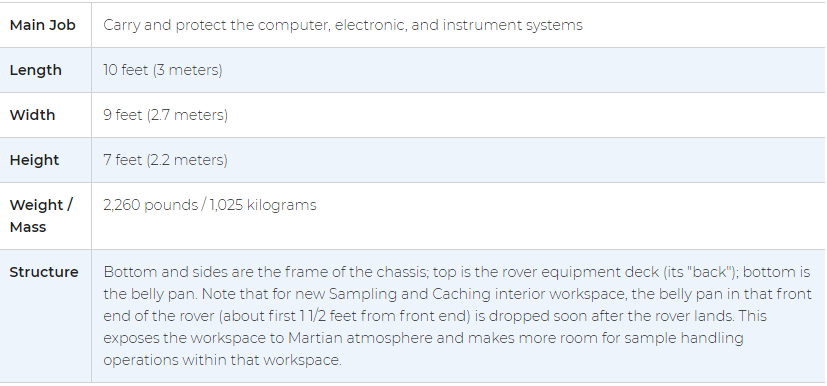 Main Job Carry and protect the computer, electronic, and instrument systems
Length 10 feet (3 meters)
Width 9 feet (2.7 meters)
Height 7 feet (2.2 meters)
Weight / 2,260 pounds / 1,025 kilograms
Mass
Structure Bottom and sides are the frame of the chassis; top is the rover equipment deck (its "back"); bottom is
the belly pan. Note that for new Sampling and Caching interior workspace, the belly pan in that front
end of the rover (about first 1 1/2 feet from front end) is dropped soon after the rover lands. This
exposes the workspace to Martian atmosphere and makes more room for sample handling
operations within that workspace.